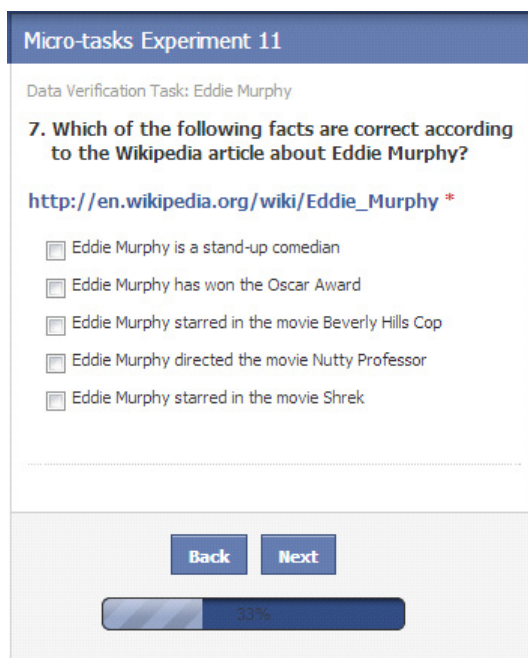 Micro-tasks Experiment 11
Data Verification Task: Eddie Murphy
7. Which of the following facts are correct according
to the Wikipedia article about Eddie Murphy?
http://en.wikipedia.org/wiki/Eddie_Murphy *
Eddie Murphy is a stand-up comedian
Eddie Murphy has won the Oscar Award
Eddie Murphy starred in the movie Beverly Hills Cop
Eddie Murphy directed the movie Nutty Professor
Eddie Murphy starred in the movie Shrek
Back Next
33%